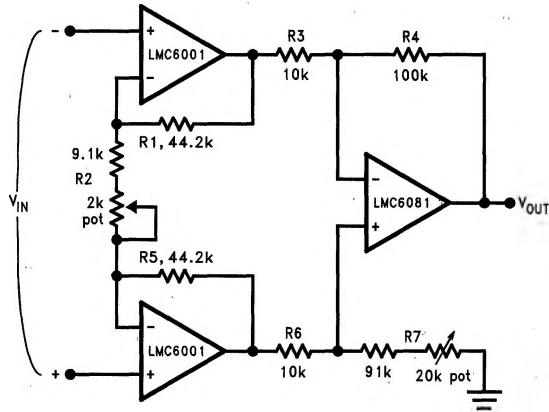 −
+
LMC6001
−
R1, 44.2k
R3
10k
R4
100k
9.1k
R2
2k
pot
V_IN
−
LMC6081
+
V_OUT
R5, 44.2k
−
LMC6001
+
+
R6
10k
91k
R7
20k pot